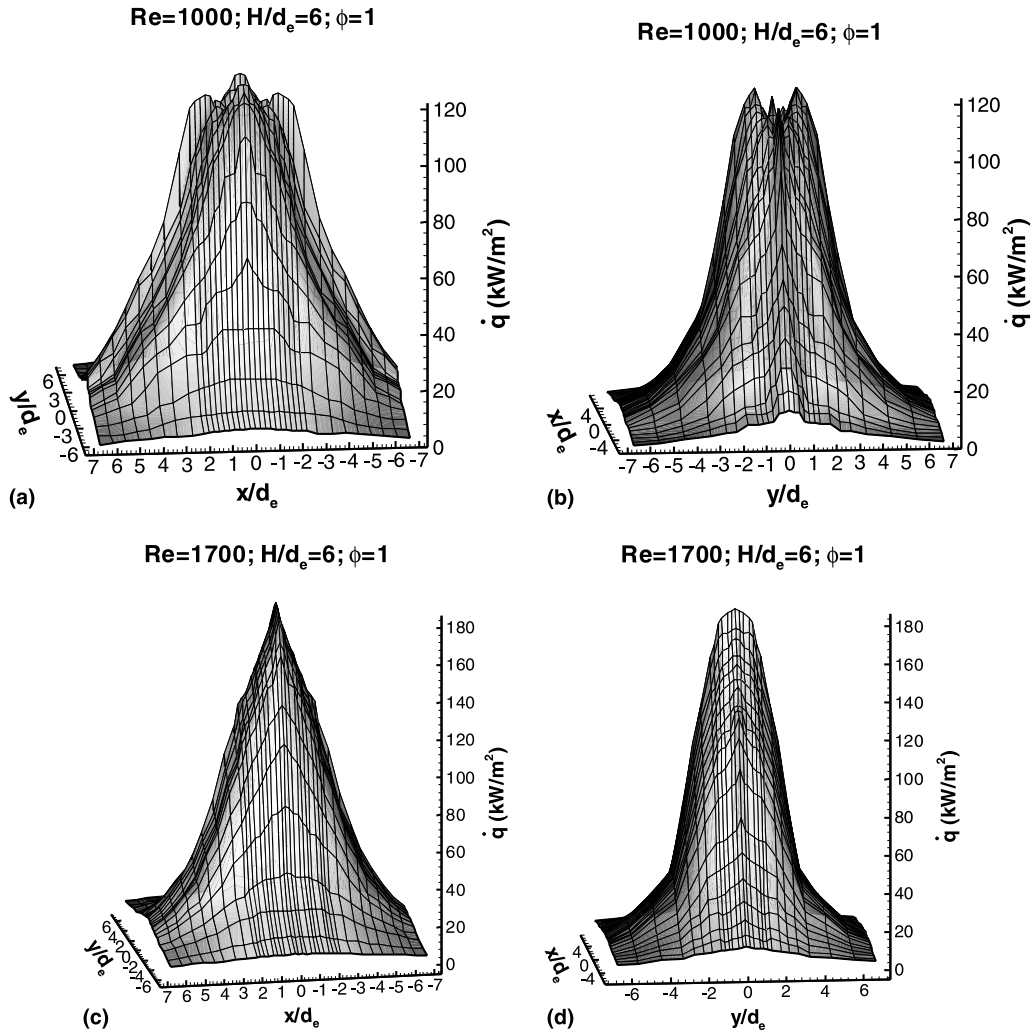 Re=1000; H/dₑ=6; ϕ=1
120
100
80
60
40
20
0
q̇ (kW/m²)
y/dₑ
6
3
0
-3
-6
7 6 5 4 3 2 1 0 -1 -2 -3 -4 -5 -6 -7
x/dₑ
(a)
Re=1000; H/dₑ=6; ϕ=1
120
100
80
60
40
20
0
q̇ (kW/m²)
x/dₑ
4
0
-4
-7 -6 -5 -4 -3 -2 -1 0 1 2 3 4 5 6 7
y/dₑ
(b)
Re=1700; H/dₑ=6; ϕ=1
180
160
140
120
100
80
60
40
20
0
q̇ (kW/m²)
y/dₑ
6
4
2
0
-2
-4
-6
7 6 5 4 3 2 1 0 -1 -2 -3 -4 -5 -6 -7
x/dₑ
(c)
Re=1700; H/dₑ=6; ϕ=1
180
160
140
120
100
80
60
40
20
0
q̇ (kW/m²)
x/dₑ
4
0
-4
-6 -4 -2 0 2 4 6
y/dₑ
(d)